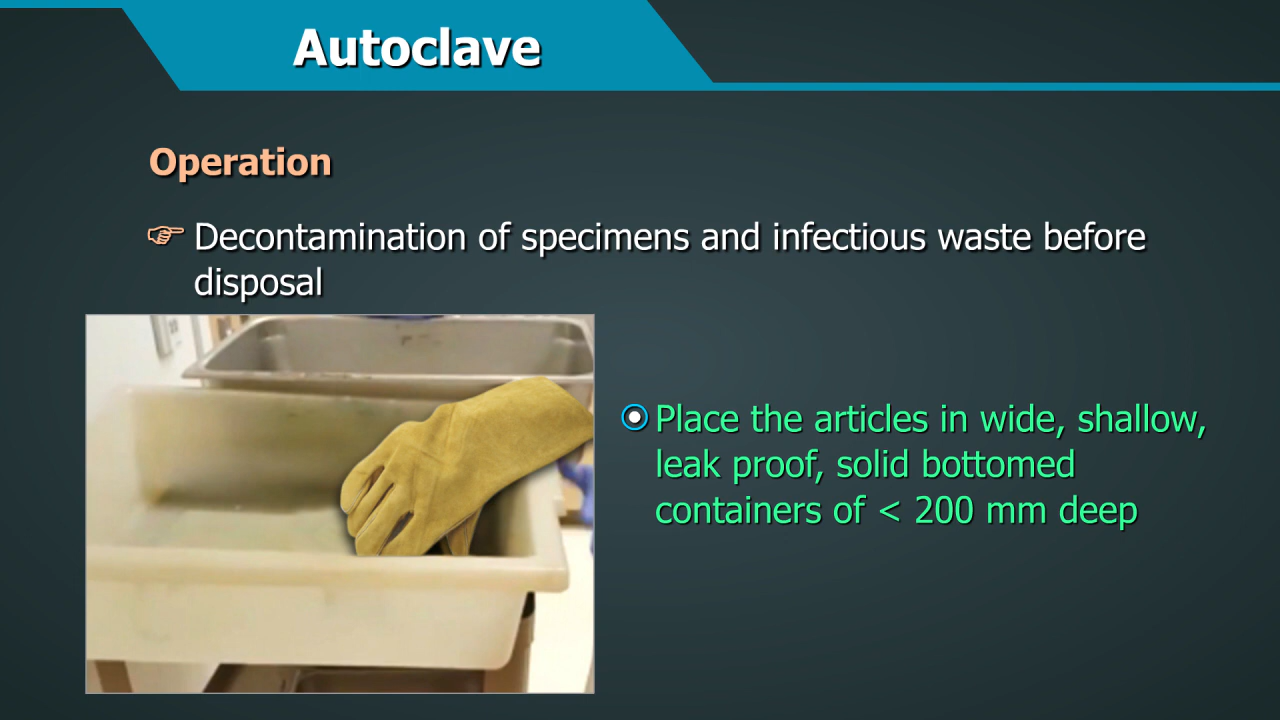 Autoclave
Operation
☞ Decontamination of specimens and infectious waste before
disposal
Place the articles in wide, shallow,
leak proof, solid bottomed
containers of < 200 mm deep